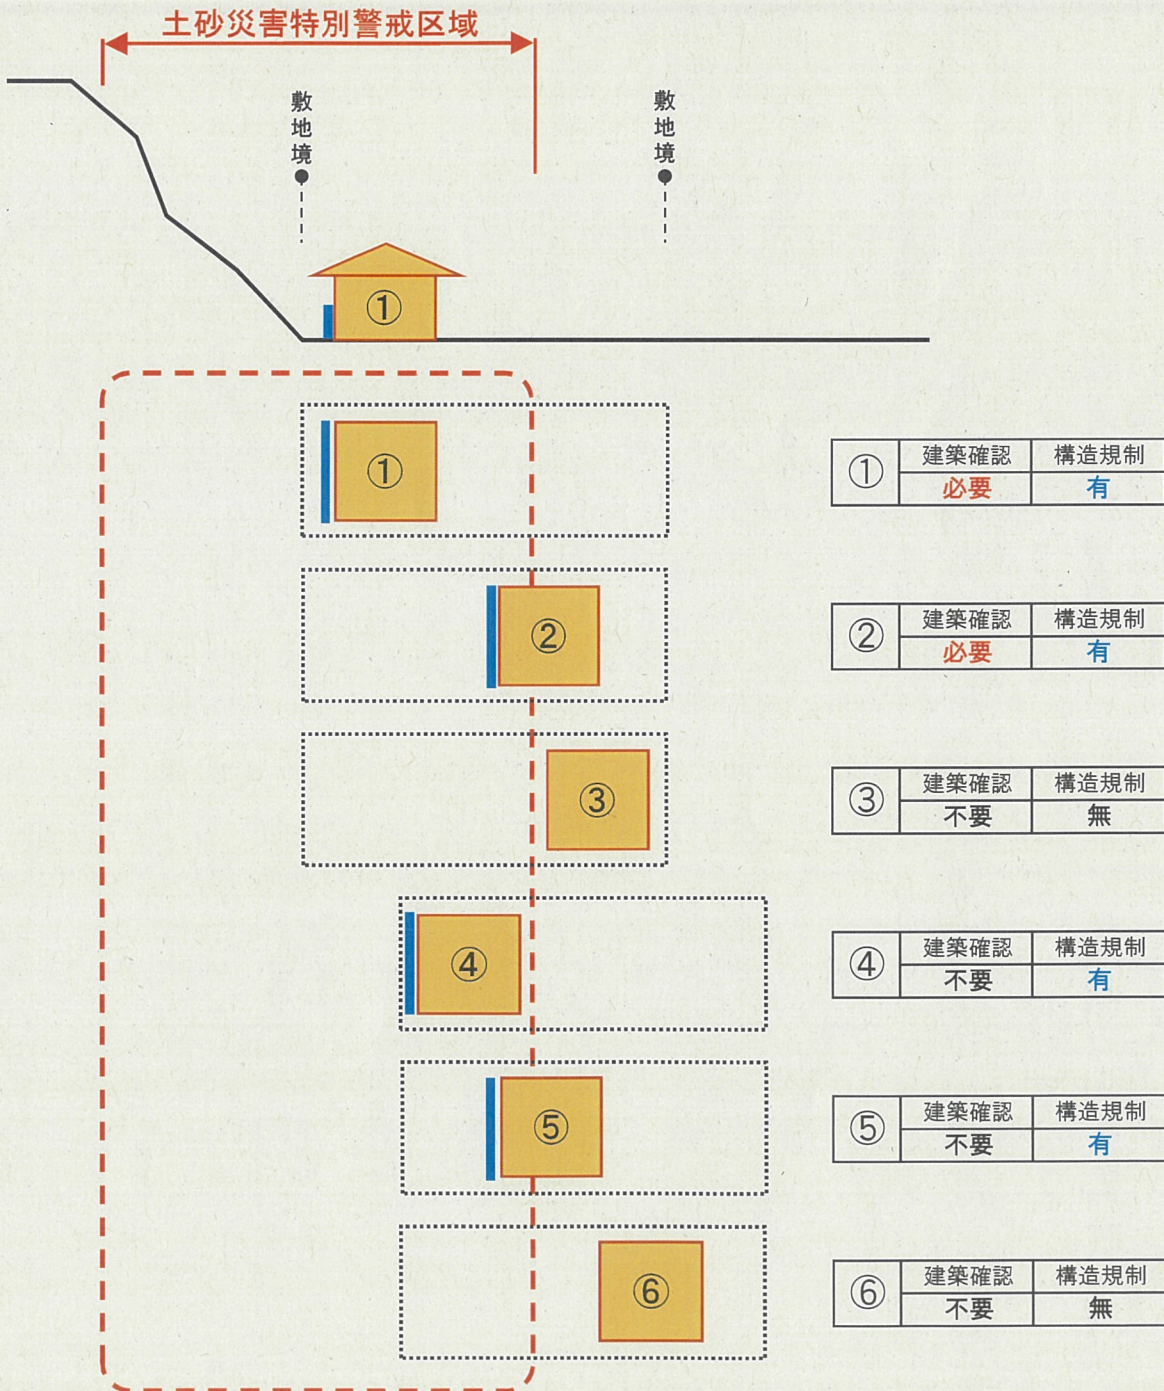 土砂災害特別警戒区域
敷地境
敷地境
①
①
① 建築確認 構造規制
必要 有
②
② 建築確認 構造規制
必要 有
③
③ 建築確認 構造規制
不要 無
④
④ 建築確認 構造規制
不要 有
⑤
⑤ 建築確認 構造規制
不要 有
⑥
⑥ 建築確認 構造規制
不要 無